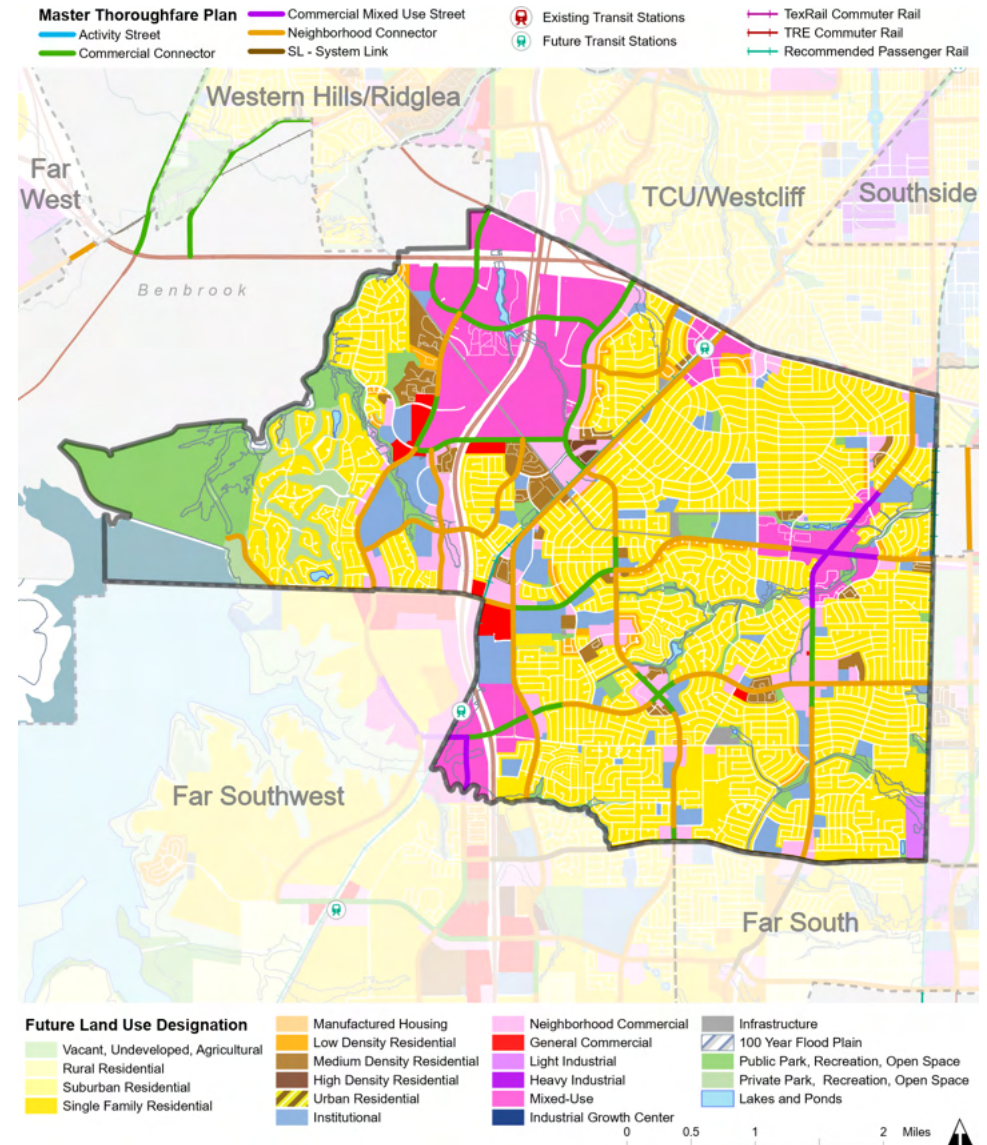 Master Thoroughfare Plan
Activity Street
Commercial Connector
Commercial Mixed Use Street
Neighborhood Connector
SL - System Link
Existing Transit Stations
Future Transit Stations
TexRail Commuter Rail
TRE Commuter Rail
Recommended Passenger Rail
Western Hills/Ridglea
Far
West
TCU/Westcliff
Southside
Benbrook
Far Southwest
Far South
Future Land Use Designation
Vacant, Undeveloped, Agricultural
Rural Residential
Suburban Residential
Single Family Residential
Manufactured Housing
Low Density Residential
Medium Density Residential
High Density Residential
Urban Residential
Institutional
Neighborhood Commercial
General Commercial
Light Industrial
Heavy Industrial
Mixed-Use
Industrial Growth Center
Infrastructure
100 Year Flood Plain
Public Park, Recreation, Open Space
Private Park, Recreation, Open Space
Lakes and Ponds
0 0.5 1 2 Miles